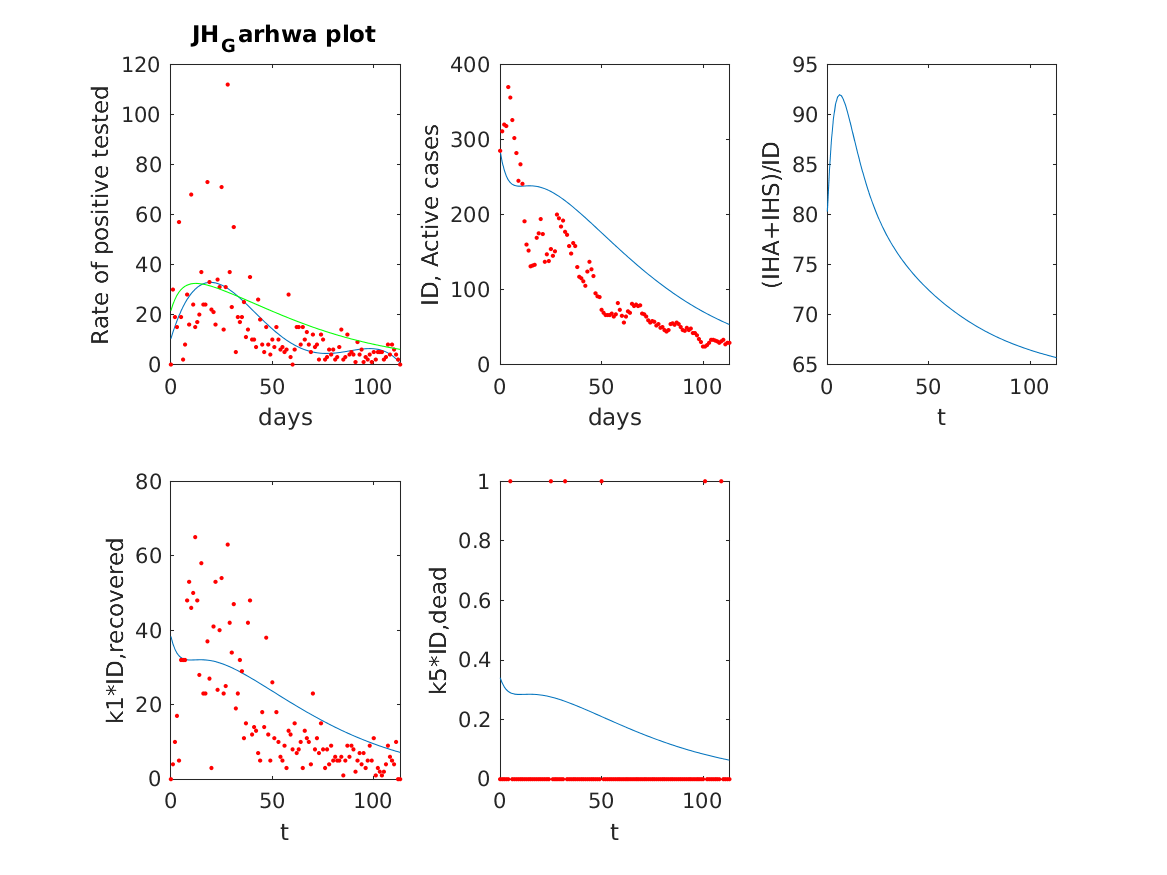 JH_Garhwa plot
120
100
80
60
40
20
0
Rate of positive tested
0 50 100
days
400
300
200
100
0
ID, Active cases
0 50 100
days
95
90
85
80
75
70
65
(IHA+IHS)/ID
0 50 100
t
80
60
40
20
0
k1*ID,recovered
0 50 100
t
1
0.8
0.6
0.4
0.2
0
k5*ID,dead
0 50 100
t